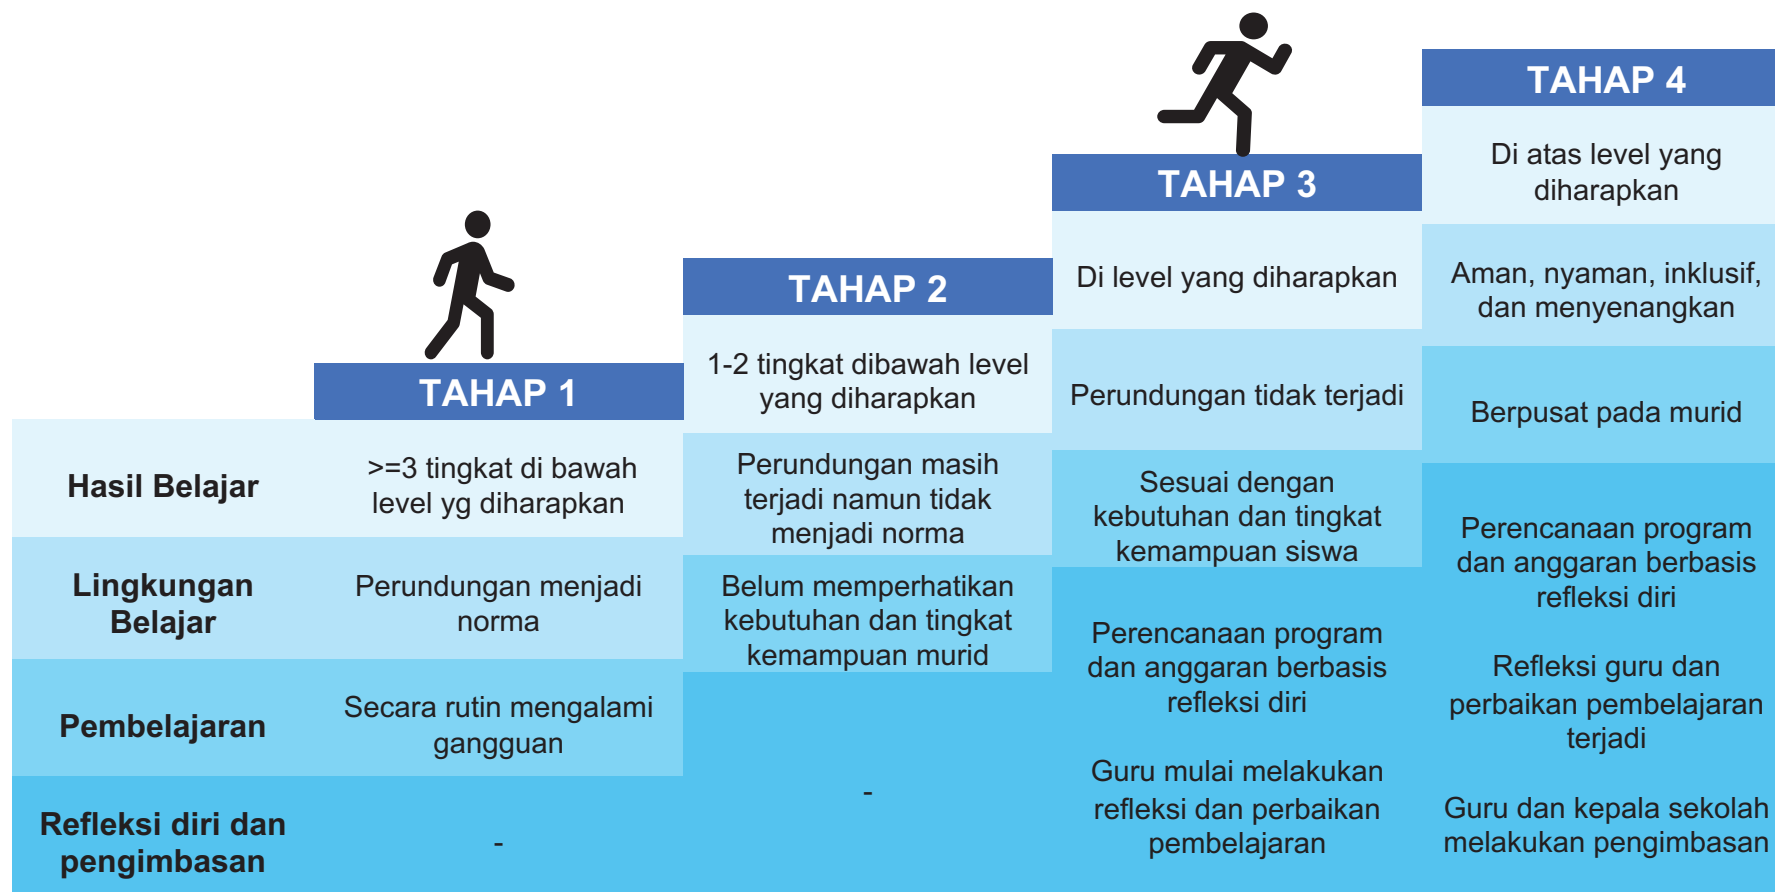 TAHAP 1
TAHAP 2
TAHAP 3
TAHAP 4
Hasil Belajar
>=3 tingkat di bawah
level yg diharapkan
1-2 tingkat dibawah level
yang diharapkan
Di level yang diharapkan
Di atas level yang
diharapkan
Lingkungan
Belajar
Perundungan menjadi
norma
Perundungan masih
terjadi namun tidak
menjadi norma
Perundungan tidak terjadi
Aman, nyaman, inklusif,
dan menyenangkan
Pembelajaran
Secara rutin mengalami
gangguan
Belum memperhatikan
kebutuhan dan tingkat
kemampuan murid
Sesuai dengan
kebutuhan dan tingkat
kemampuan siswa
Berpusat pada murid
Refleksi diri dan
pengimbasan
-
-
Perencanaan program
dan anggaran berbasis
refleksi diri
Guru mulai melakukan
refleksi dan perbaikan
pembelajaran
Perencanaan program
dan anggaran berbasis
refleksi diri
Refleksi guru dan
perbaikan pembelajaran
terjadi
Guru dan kepala sekolah
melakukan pengimbasan